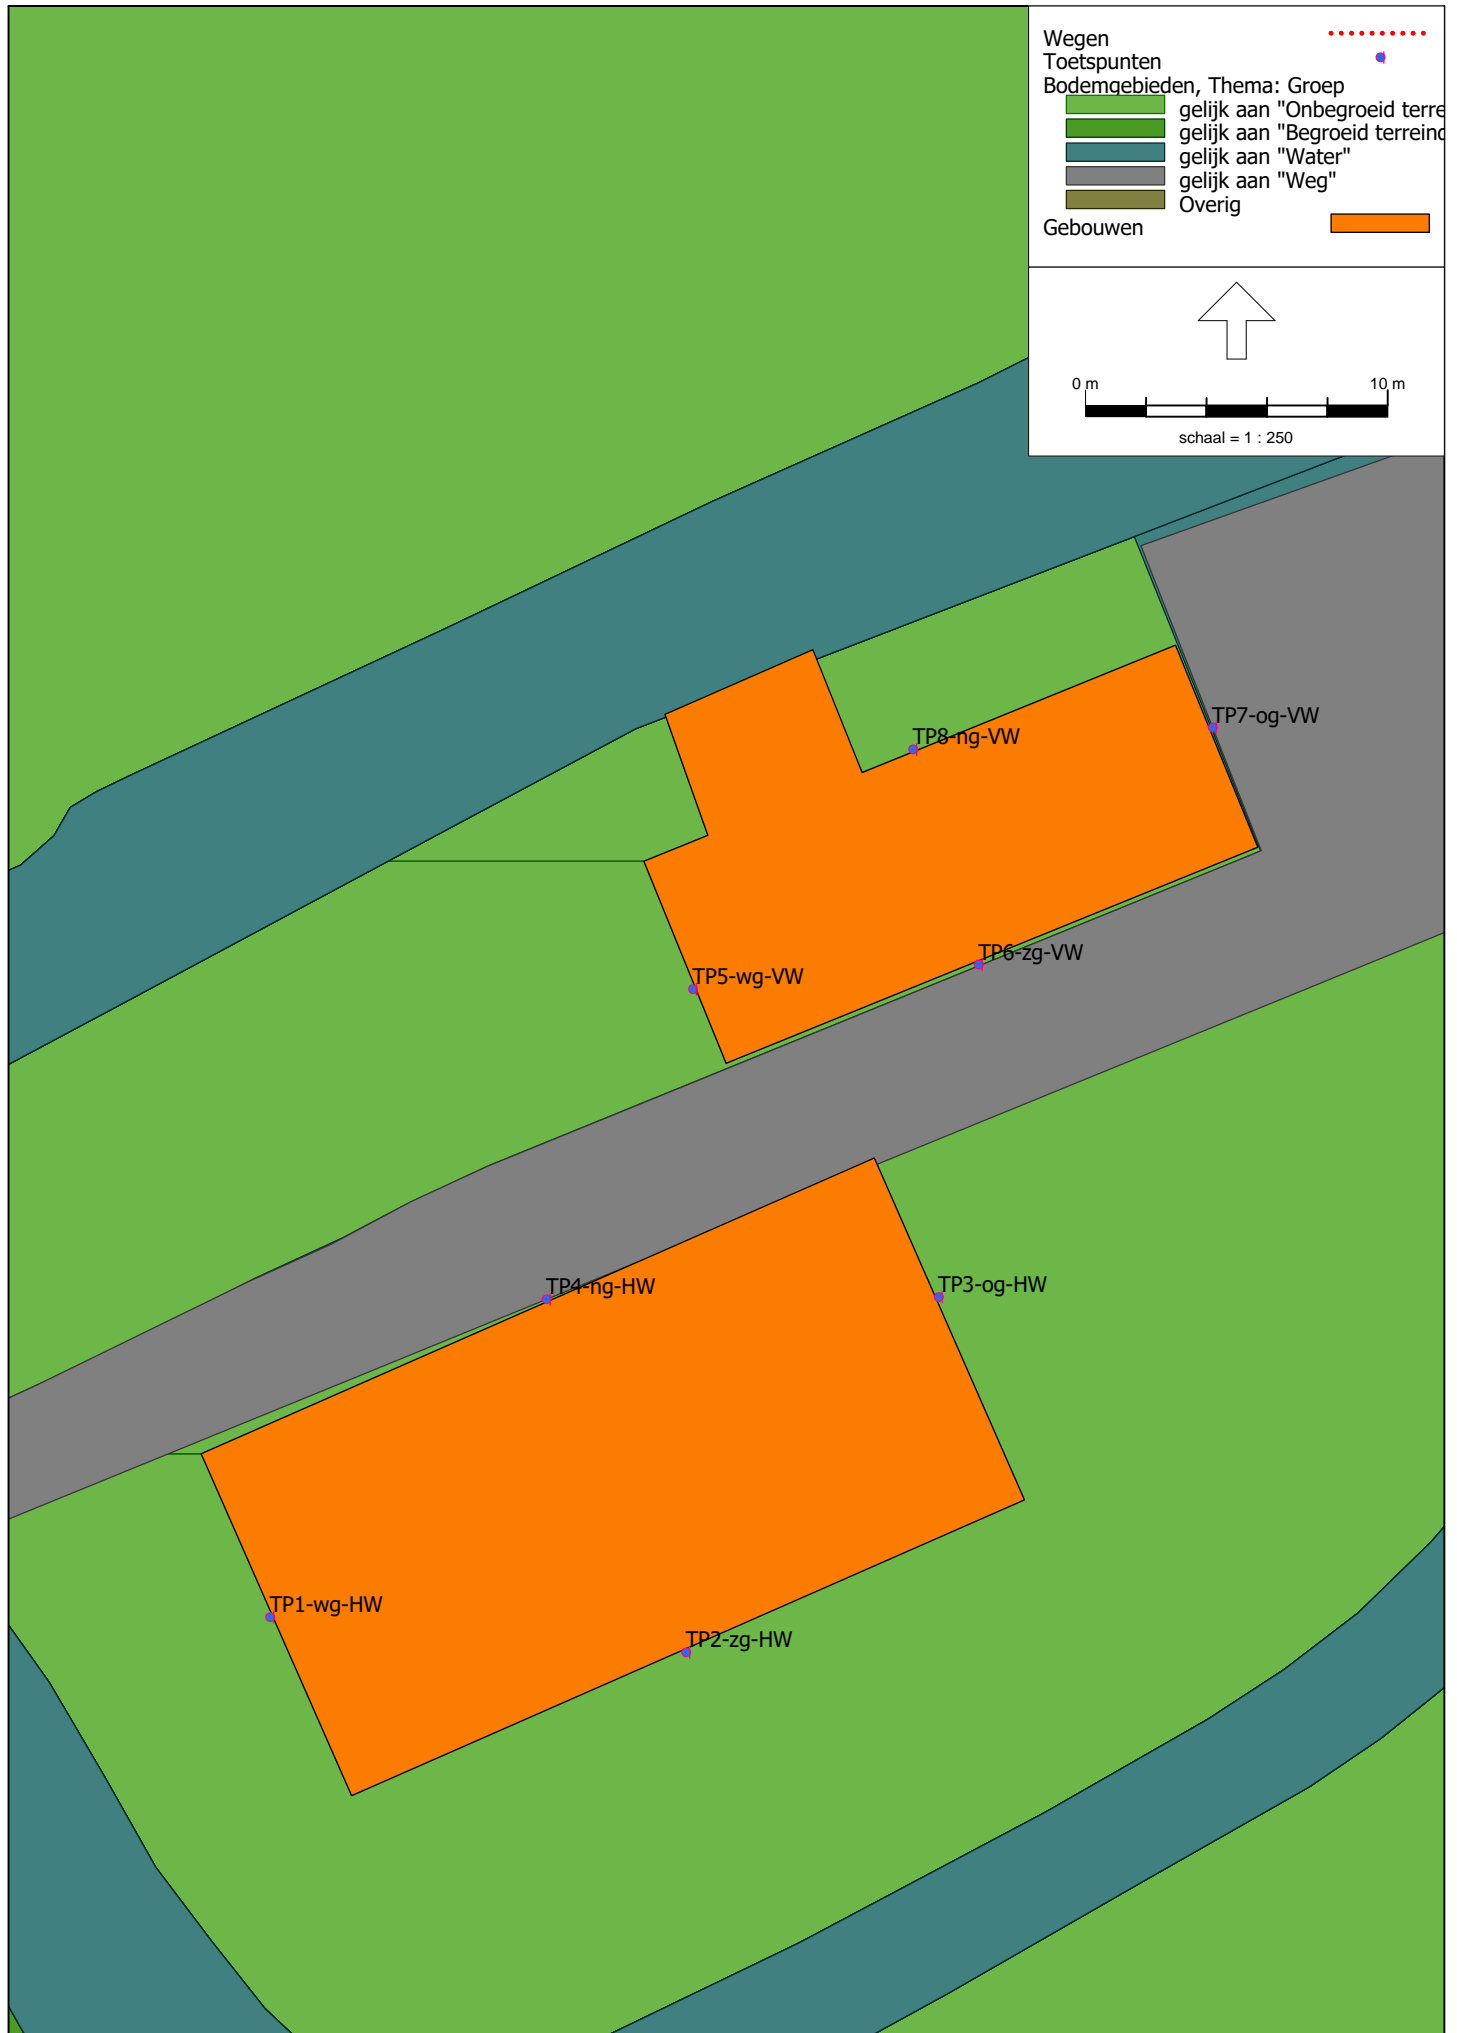 Wegen
Toetspunten
Bodemgebieden, Thema: Groep
gelijk aan "Onbegroeid terre
gelijk aan "Begroeid terreind
gelijk aan "Water"
gelijk aan "Weg"
Overig
Gebouwen
0 m 10 m
schaal = 1 : 250
TP7-og-VW
TP8-ng-VW
TP6-zg-VW
TP5-wg-VW
TP4-ng-HW
TP3-og-HW
TP1-wg-HW
TP2-zg-HW